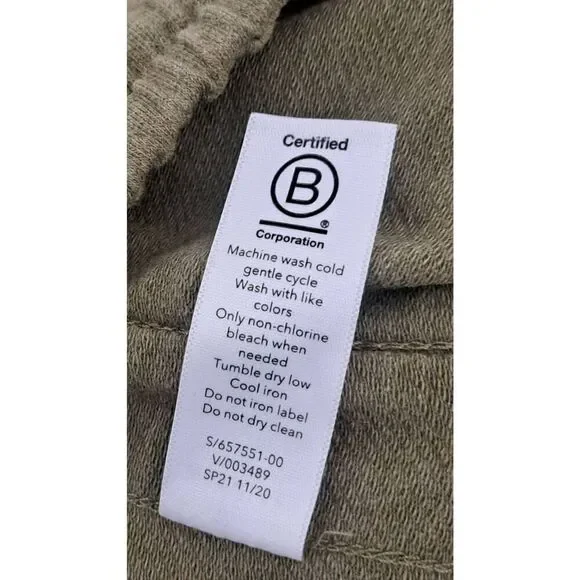 Certified
B
®
Corporation
Machine wash cold
gentle cycle
Wash with like
colors
Only non-chlorine
bleach when
needed
Tumble dry low
Cool iron
Do not iron label
Do not dry clean
S/657551-00
V/003489
SP21 11/20